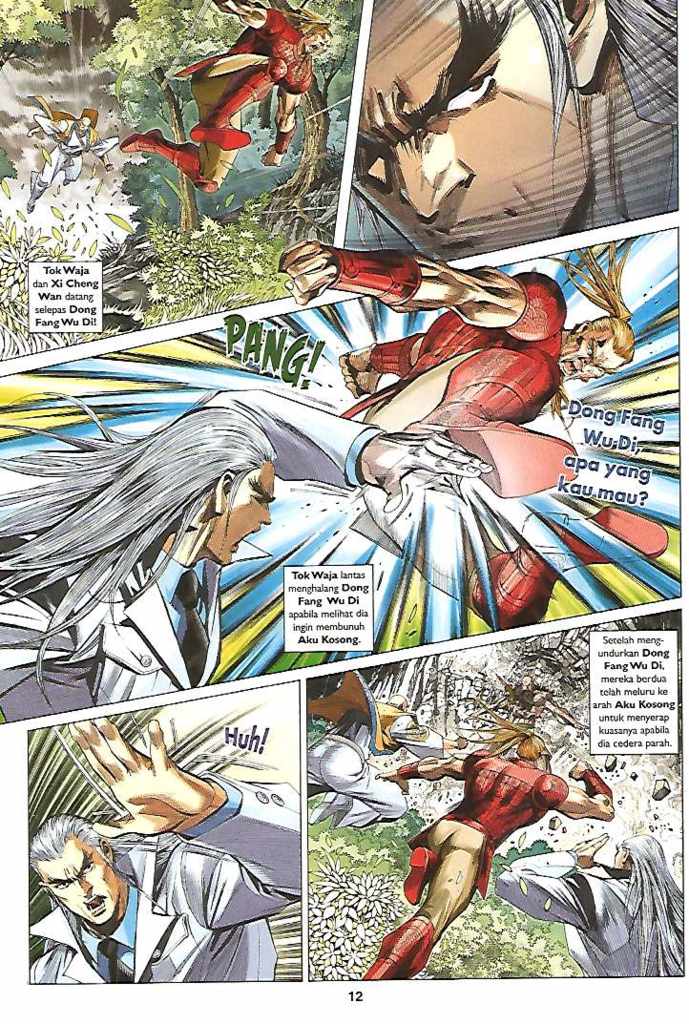 Tok Waja
dan Xi Cheng
Wan datang
selepas Dong
Fang Wu Di!
PANG!
Dong Fang
Wu Di,
apa yang
kau mau?
Tok Waja lantas
menghalang Dong
Fang Wu Di
apabila melihat dia
ingin membunuh
Aku Kosong.
Huh!
Setelah meng-
undurkan Dong
Fang Wu Di,
mereka berdua
telah meluru ke
arah Aku Kosong
untuk menyerap
kuasanya apabila
dia cedera parah.
12